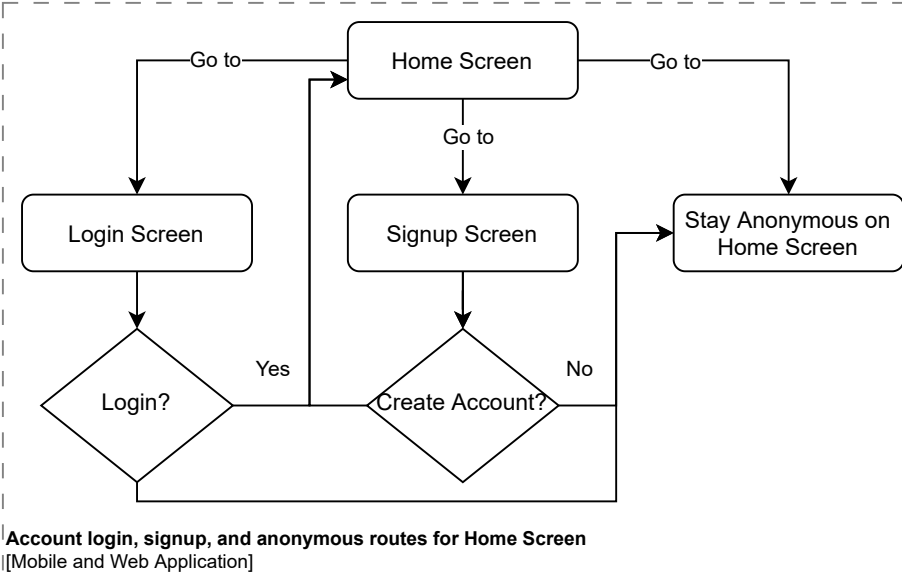 Home Screen
Go to
Go to
Go to
Login Screen
Signup Screen
Stay Anonymous on
Home Screen
Yes
No
Login?
Create Account?
Account login, signup, and anonymous routes for Home Screen
[Mobile and Web Application]